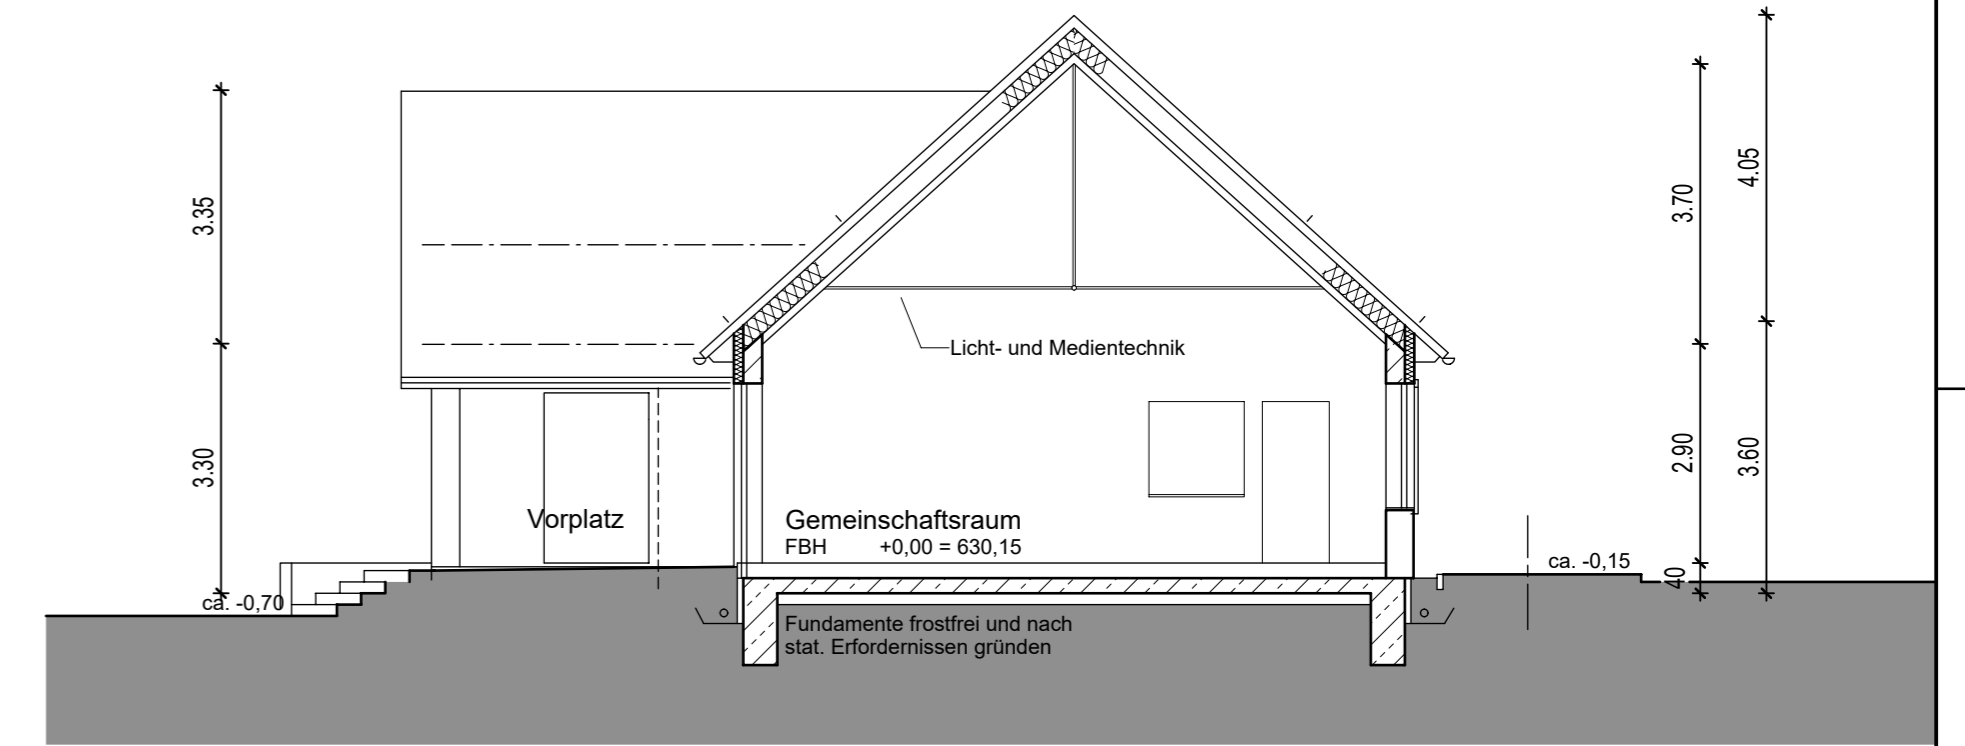 4.05
3.70
3.35
Licht- und Medientechnik
3.30
2.90
3.60
Vorplatz
Gemeinschaftsraum
FBH +0,00 = 630,15
ca. -0,15
40
ca. -0,70
Fundamente frostfrei und nach
stat. Erfordernissen gründen